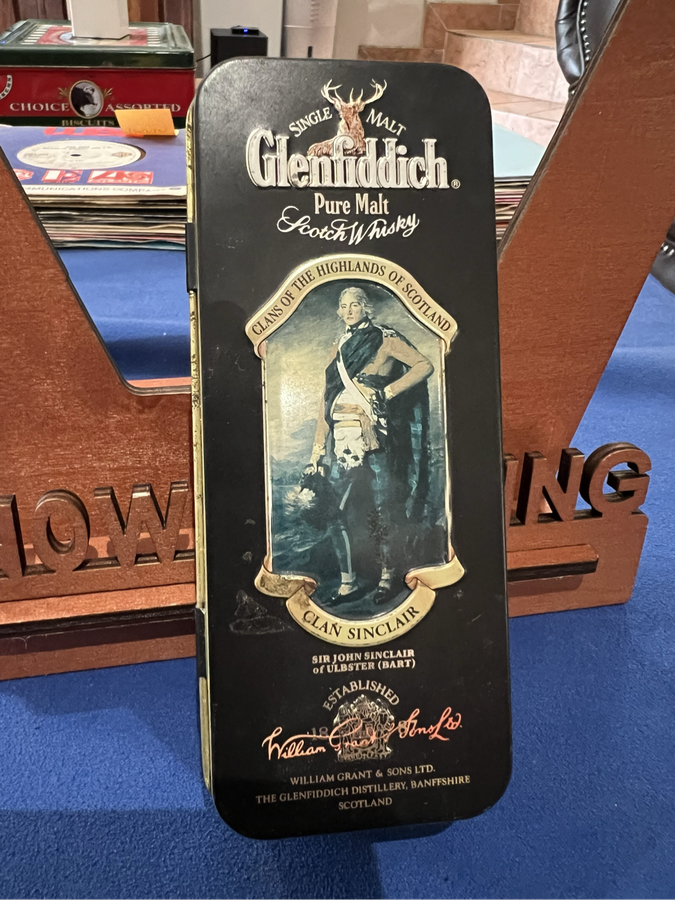 CHOICE ASSORTED
BISCUITS
SINGLE MALT
Glenfiddich®
Pure Malt
Scotch Whisky
CLANS OF THE HIGHLANDS OF SCOTLAND
OW
ING
CLAN SINCLAIR
SIR JOHN SINCLAIR
of ULBSTER (BART)
ESTABLISHED
William Grant & Sons Ltd.
WILLIAM GRANT & SONS LTD.
THE GLENFIDDICH DISTILLERY, BANFFSHIRE
SCOTLAND